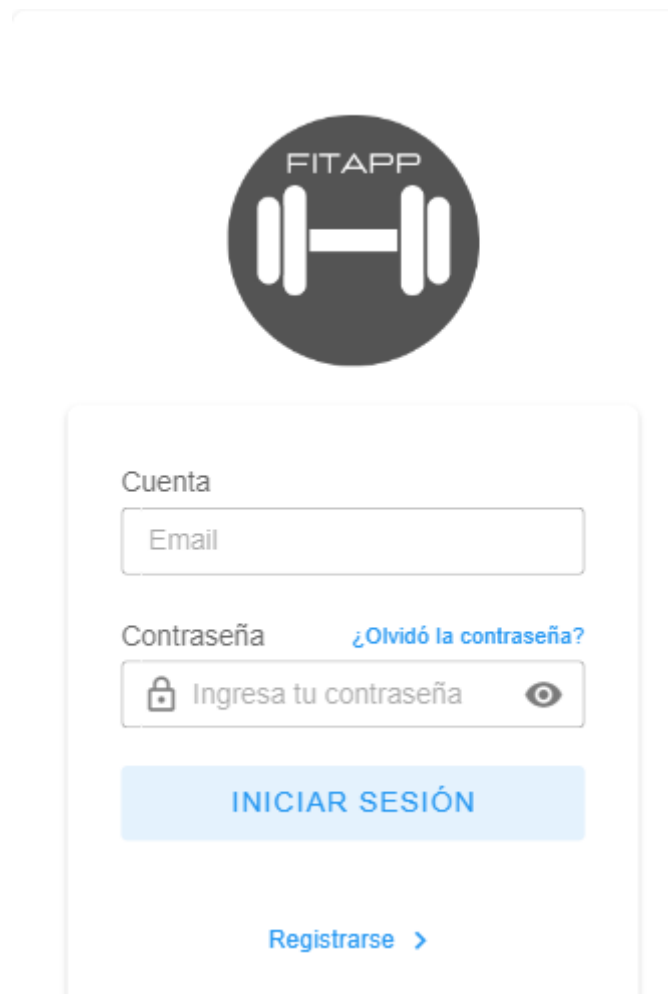 FITAPP
Cuenta
Email
Contraseña ¿Olvidó la contraseña?
Ingresa tu contraseña
INICIAR SESIÓN
Registrarse